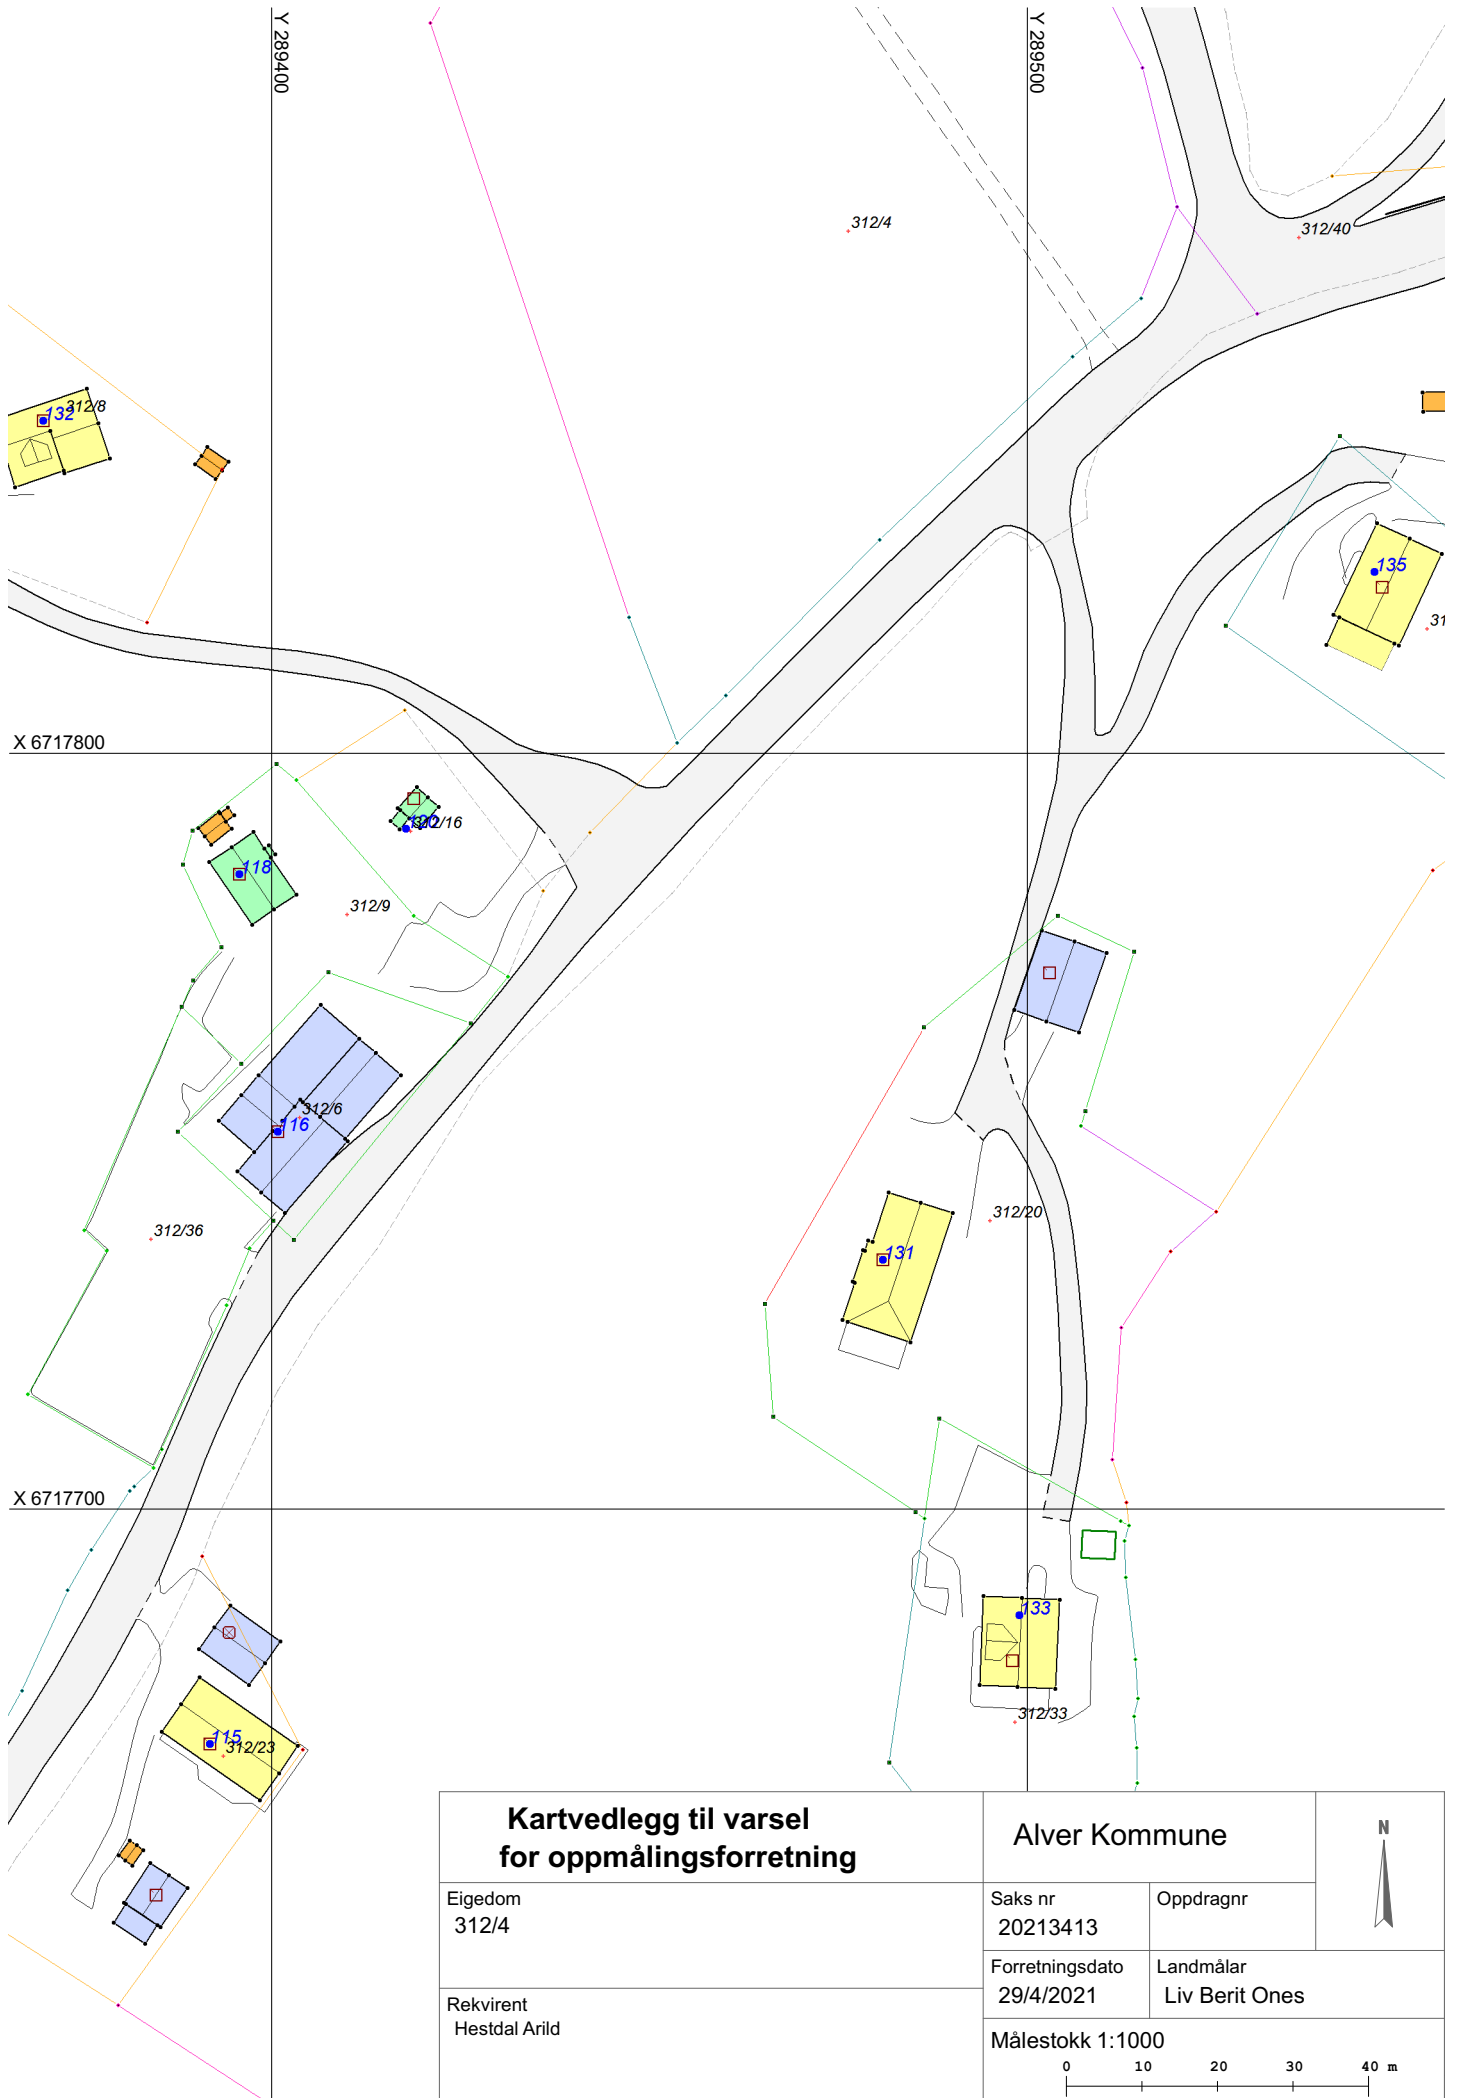 Y 289400
Y 289500
312/4
312/40
132
312/8
135
31
X 6717800
120
312/16
118
312/9
312/6
116
312/36
312/20
131
X 6717700
133
312/33
115
312/23
Kartvedlegg til varsel
for oppmålingsforretning
Alver Kommune
N
Eigedom
312/4
Saks nr
20213413
Oppdragnr
Forretningsdato
29/4/2021
Landmålar
Liv Berit Ones
Rekvirent
Hestdal Arild
Målestokk 1:1000
0 10 20 30 40 m